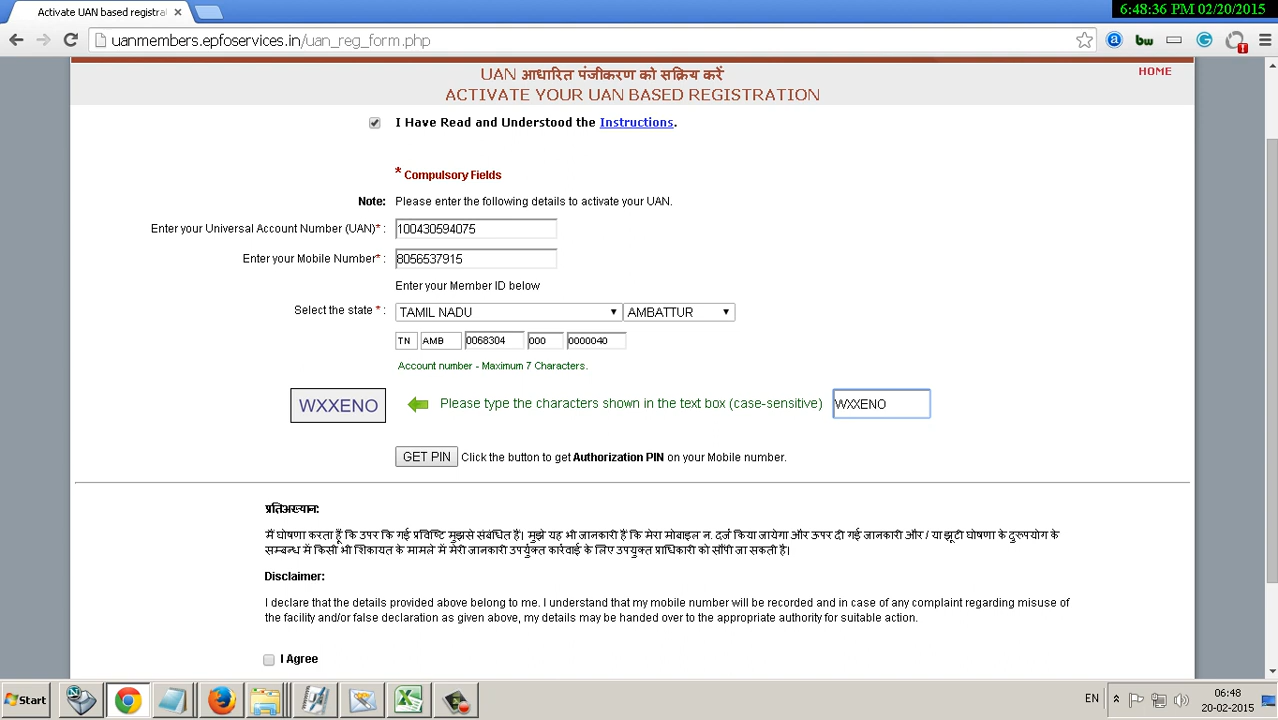 Activate UAN based registra
6:48:36 PM 02/20/2015
uanmembers.epfoservices.in/uan_reg_form.php
UAN आधारित पंजीकरण को सक्रिय करें
HOME
ACTIVATE YOUR UAN BASED REGISTRATION
I Have Read and Understood the Instructions.
* Compulsory Fields
Note: Please enter the following details to activate your UAN.
Enter your Universal Account Number (UAN)* : 100430594075
Enter your Mobile Number* : 8056537915
Enter your Member ID below
Select the state * : TAMIL NADU AMBATTUR
TN AMB 0068304 000 0000040
Account number - Maximum 7 Characters.
WXXENO Please type the characters shown in the text box (case-sensitive) WXXENO
GET PIN Click the button to get Authorization PIN on your Mobile number.
प्रतिअख्यान:
मैं घोषणा करता हूँ कि उपर कि गई प्रविष्टि मुझसे संबंधित हैं। मुझे यह भी जानकारी हैं कि मेरा मोबाइल न. दर्ज किया जायेगा और ऊपर दी गई जानकारी और / या झूटी घोषणा के दुरुपयोग के
सम्बन्ध में किसी भी शिकायत के मामले में मेरी जानकारी उपर्युक्त कार्रवाई के लिए उपयुक्त प्राधिकारी को सौंपी जा सकती है।
Disclaimer:
I declare that the details provided above belong to me. I understand that my mobile number will be recorded and in case of any complaint regarding misuse of
the facility and/or false declaration as given above, my details may be handed over to the appropriate authority for suitable action.
I Agree
Start
EN
06:48
20-02-2015